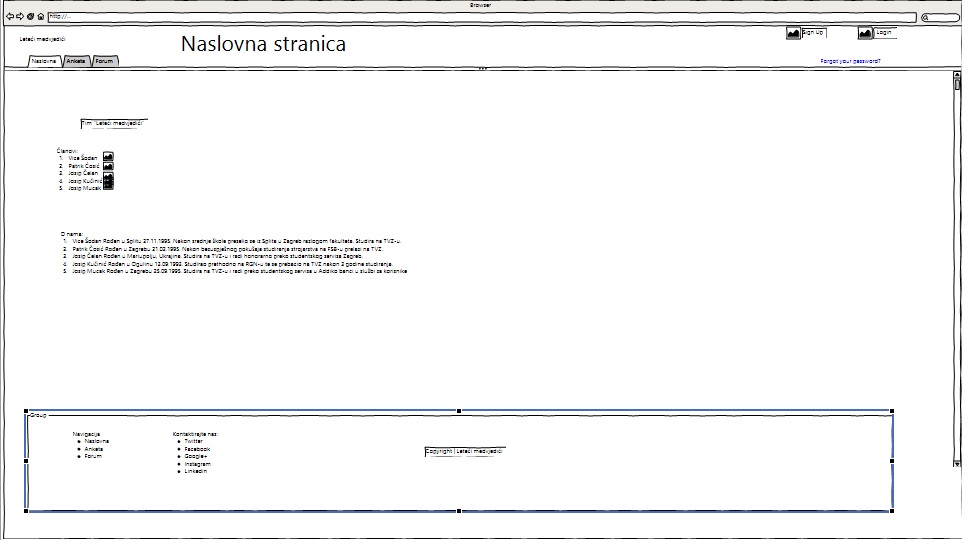 Browser
http://...
Leteći medvjedići
Naslovna stranica
Sign Up
Login
Naslovna
Anketa
Forum
Forgot your password?
Tim "Leteći medvjedići"
Članovi:
1. Vice Šodan
2. Patrik Ćosić
3. Josip Čelan
4. Josip Kučinić
5. Josip Mucak
O nama:
1. Vice Šodan Rođen u Splitu 27.11.1995. Nakon srednje škole preselio se iz Splita u Zagreb razlogom fakulteta. Studira na TVZ-u.
2. Patrik Ćosić Rođen u Zagrebu 21.02.1995. Nakon bezuspješnog pokušaja studiranja strojarstva na FSB-u prelazi na TVZ.
3. Josip Čelan Rođen u Mariupolju, Ukrajina. Studira na TVZ-u i radi honorarno preko studentskog servisa Zagreb.
4. Josip Kučinić Rođen u Ogulinu 13.09.1993. Studirao prethodno na RGN-u te se prebacio na TVZ nakon 2 godine studiranja.
5. Josip Mucak Rođen u Zagrebu 25.09.1995. Studira na TVZ-u i radi preko studentskog servisa u Addiko banci u službi za korisnike
Group
Navigacija
Naslovna
Anketa
Forum
Kontaktirajte nas:
Twitter
Facebook
Google+
Instagram
Linkedin
Copyright | Leteći medvjedići